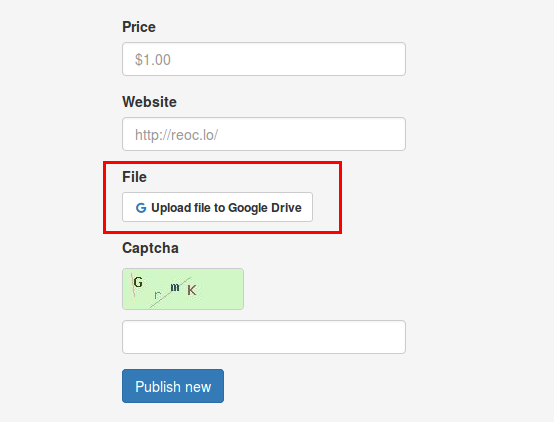 Price
$1.00
Website
http://reoc.lo/
File
G Upload file to Google Drive
Captcha
G r m K
Publish new